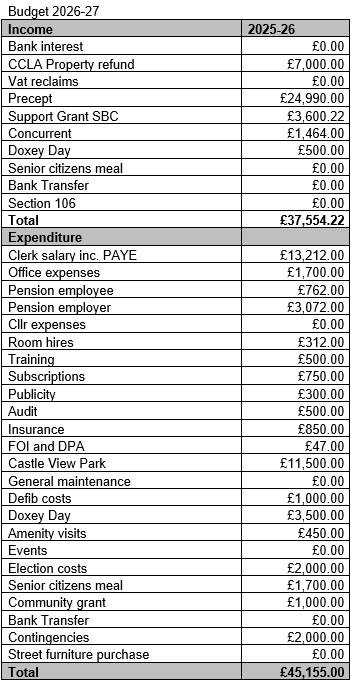 Budget 2026-27
Income 2025-26
Bank interest £0.00
CCLA Property refund £7,000.00
Vat reclaims £0.00
Precept £24,990.00
Support Grant SBC £3,600.22
Concurrent £1,464.00
Doxey Day £500.00
Senior citizens meal £0.00
Bank Transfer £0.00
Section 106 £0.00
Total £37,554.22
Expenditure
Clerk salary inc. PAYE £13,212.00
Office expenses £1,700.00
Pension employee £762.00
Pension employer £3,072.00
Cllr expenses £0.00
Room hires £312.00
Training £500.00
Subscriptions £750.00
Publicity £300.00
Audit £500.00
Insurance £850.00
FOI and DPA £47.00
Castle View Park £11,500.00
General maintenance £0.00
Defib costs £1,000.00
Doxey Day £3,500.00
Amenity visits £450.00
Events £0.00
Election costs £2,000.00
Senior citizens meal £1,700.00
Community grant £1,000.00
Bank Transfer £0.00
Contingencies £2,000.00
Street furniture purchase £0.00
Total £45,155.00